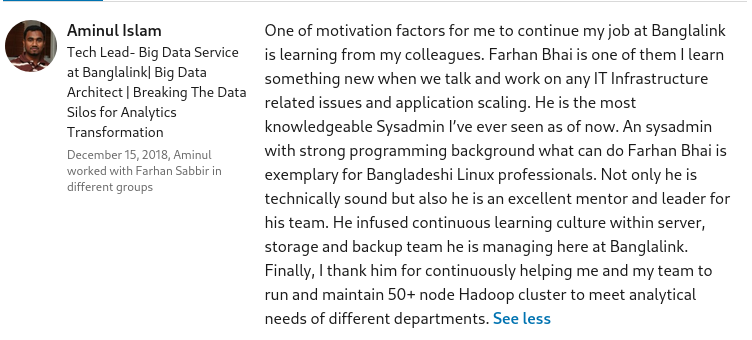 Aminul Islam
Tech Lead- Big Data Service
at Banglalink| Big Data
Architect | Breaking The Data
Silos for Analytics
Transformation
December 15, 2018, Aminul
worked with Farhan Sabbir in
different groups
One of motivation factors for me to continue my job at Banglalink
is learning from my colleagues. Farhan Bhai is one of them I learn
something new when we talk and work on any IT Infrastructure
related issues and application scaling. He is the most
knowledgeable Sysadmin I've ever seen as of now. An sysadmin
with strong programming background what can do Farhan Bhai is
exemplary for Bangladeshi Linux professionals. Not only he is
technically sound but also he is an excellent mentor and leader for
his team. He infused continuous learning culture within server,
storage and backup team he is managing here at Banglalink.
Finally, I thank him for continuously helping me and my team to
run and maintain 50+ node Hadoop cluster to meet analytical
needs of different departments. See less